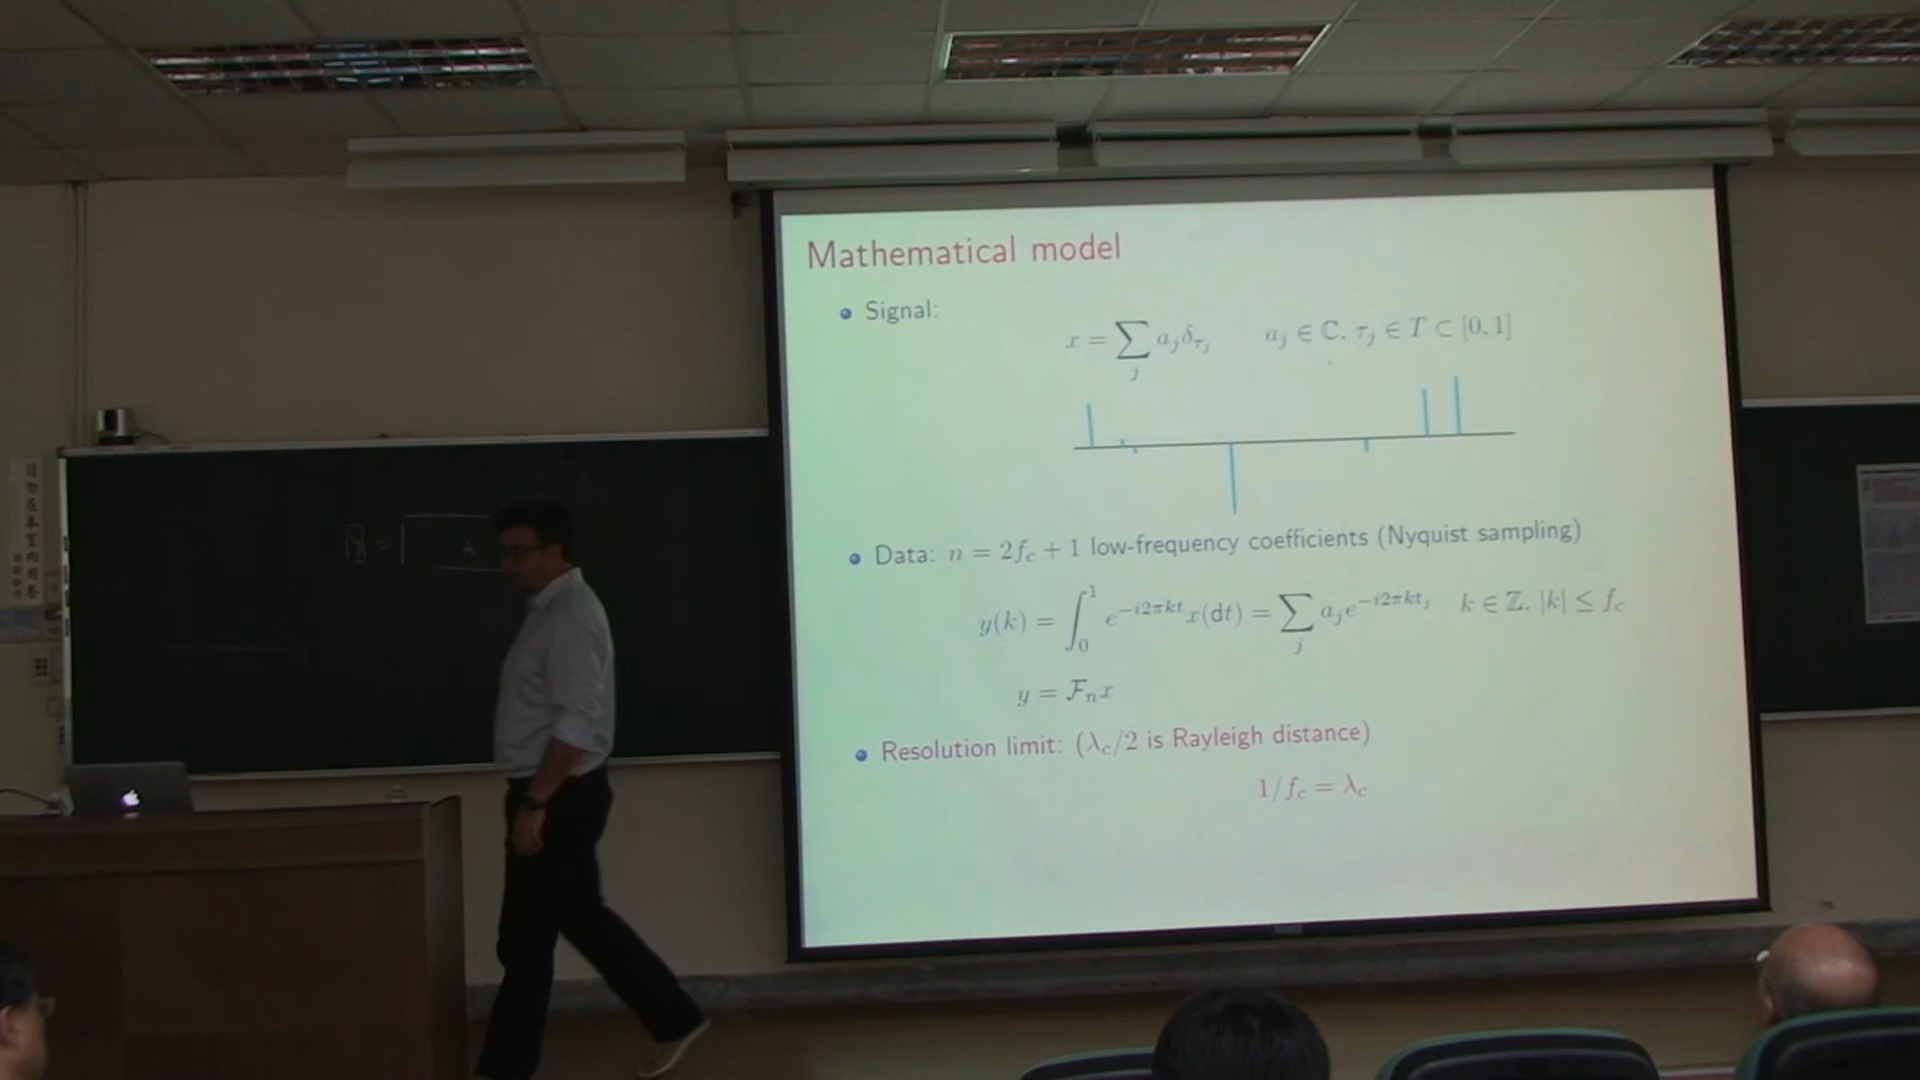 Mathematical model
Signal:
x = ∑_j a_j δ_{τ_j}  a_j ∈ ℂ, τ_j ∈ T ⊂ [0, 1]
Data: n = 2f_c + 1 low-frequency coefficients (Nyquist sampling)
y(k) = ∫_0^1 e^{-i2πkt} x(dt) = ∑_j a_j e^{-i2πkt_j}  k ∈ ℤ, |k| ≤ f_c
y = ℱ_n x
Resolution limit: (λ_c/2 is Rayleigh distance)
1/f_c = λ_c
y = A